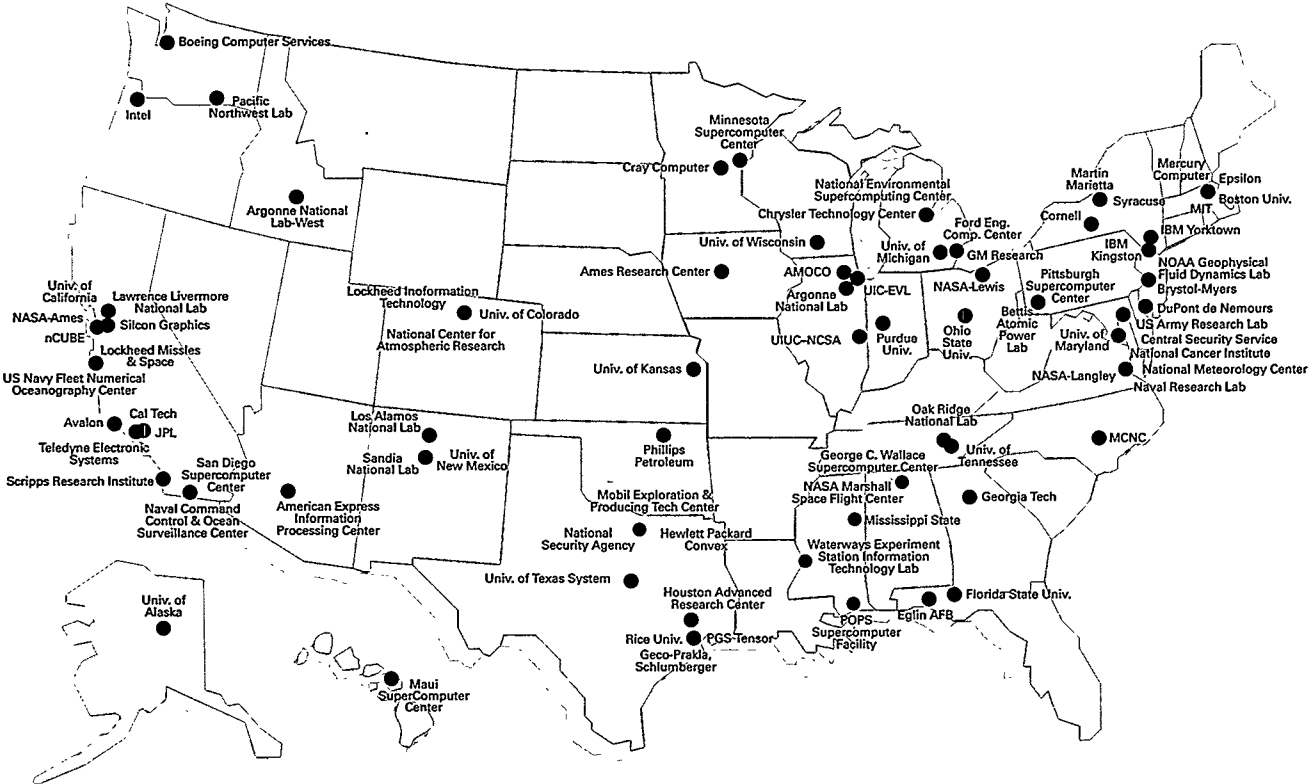 Boeing Computer Services
Intel
Pacific
Northwest Lab
Argonne National
Lab-West
Minnesota
Supercomputer
Center
Cray Computer
National Environmental
Supercomputing Center
Chrysler Technology Center
Ford Eng.
Comp. Center
Univ. of Wisconsin
Univ. of
Michigan
GM Research
Martin
Marietta
Mercury
Computer
Epsilon
Syracuse
Boston Univ.
MIT
Cornell
IBM Yorktown
IBM
Kingston
NOAA Geophysical
Fluid Dynamics Lab
Brystol-Myers
Ames Research Center
AMOCO
UIC-EVL
Argonne
National Lab
NASA-Lewis
Pittsburgh
Supercomputer
Center
DuPont de Nemours
US Army Research Lab
Central Security Service
National Cancer Institute
National Meteorology Center
Naval Research Lab
Univ. of
Maryland
NASA-Langley
Bettis
Atomic
Power
Lab
Ohio
State
Univ.
Purdue
Univ.
UIUC-NCSA
Univ of
California
Lawrence Livermore
National Lab
NASA-Ames
Silcon Graphics
nCUBE
Lockheed Missles
& Space
US Navy Fleet Numerical
Oceanography Center
Lockheed Inoformation
Technology
Univ. of Colorado
National Center for
Atmospheric Research
Univ. of Kansas
Avalon
Cal Tech
JPL
Teledyne Electronic
Systems
Scripps Research Institute
San Diego
Supercomputer
Center
Naval Command
Control & Ocean
Surveillance Center
American Express
Information
Processing Center
Los Alamos
National Lab
Sandia
National Lab
Univ. of
New Mexico
Phillips
Petroleum
Mobil Exploration &
Producing Tech Center
National
Security Agency
Hewlett Packard
Convex
Univ. of Texas System
Houston Advanced
Research Center
Rice Univ.
PGS-Tensor
Geco-Prakla,
Schlumberger
Oak Ridge
National Lab
Univ. of
Tennessee
MCNC
George C. Wallace
Supercomputer Center
NASA Marshall
Space Flight Center
Georgia Tech
Mississippi State
Waterways Experiment
Station Information
Technology Lab
Florida State Univ.
Eglin AFB
POPS
Supercomputer
Facility
Univ. of
Alaska
Maui
SuperComputer
Center